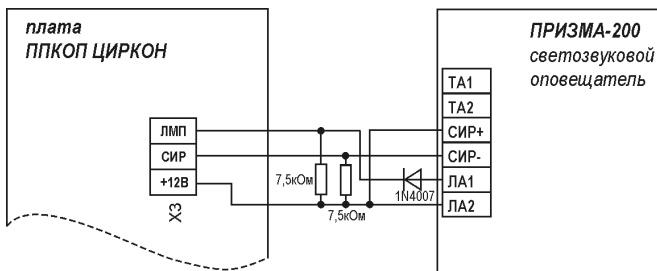 плата
ППКОП ЦИРКОН
ПРИЗМА-200
светозвуковой
оповещатель
ЛМП
СИР
+12В
X3
7,5кОм
7,5кОм
1N4007
ТА1
ТА2
СИР+
СИР-
ЛА1
ЛА2